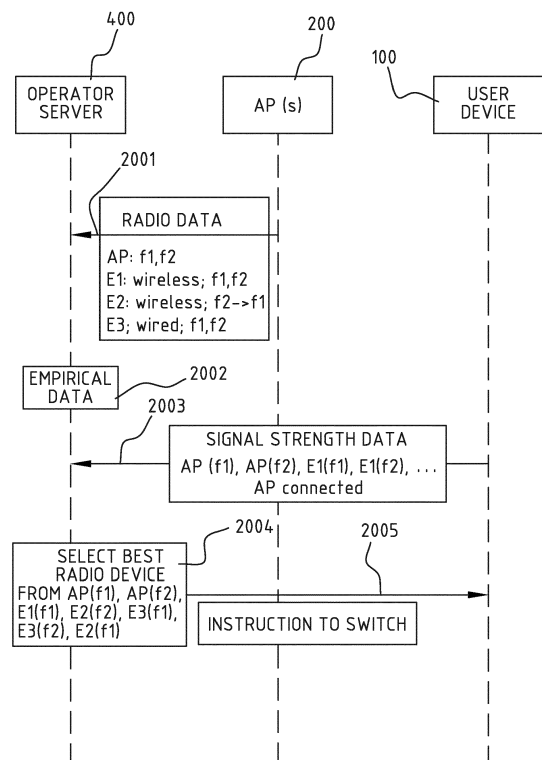 400
200
100
OPERATOR
SERVER
AP (s)
USER
DEVICE
2001
RADIO DATA
AP: f1,f2
E1: wireless; f1,f2
E2: wireless; f2->f1
E3; wired; f1,f2
EMPIRICAL
DATA
2002
2003
SIGNAL STRENGTH DATA
AP (f1), AP(f2), E1(f1), E1(f2), ...
AP connected
2004
SELECT BEST
RADIO DEVICE
FROM AP(f1), AP(f2),
E1(f1), E2(f2), E3(f1),
E3(f2), E2(f1)
2005
INSTRUCTION TO SWITCH